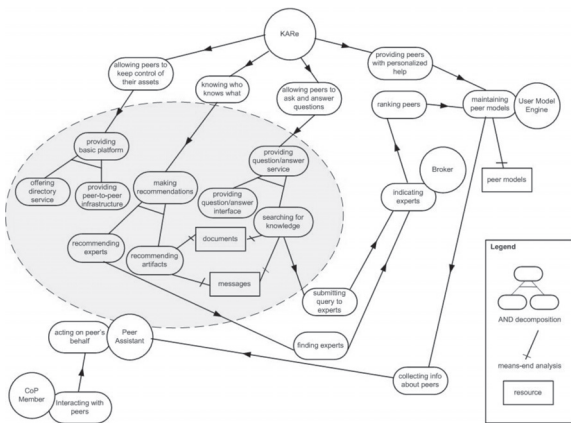 KARe
allowing peers to
keep control of
their assets
knowing who
knows what
allowing peers to
ask and answer
questions
providing peers
with personalized
help
ranking peers
maintaining
peer models
User Model
Engine
providing
basic platform
offering
directory
service
providing
peer-to-peer
infrastructure
making
recommendations
providing
question/answer
service
providing
question/answer
interface
searching for
knowledge
Broker
indicating
experts
peer models
recommending
experts
recommending
artifacts
documents
messages
submitting
query to
experts
finding experts
collecting info
about peers
acting on peer´s
behalf
Peer
Assistant
CoP
Member
Interacting with
peers
Legend
AND decomposition
means-end analysis
resource